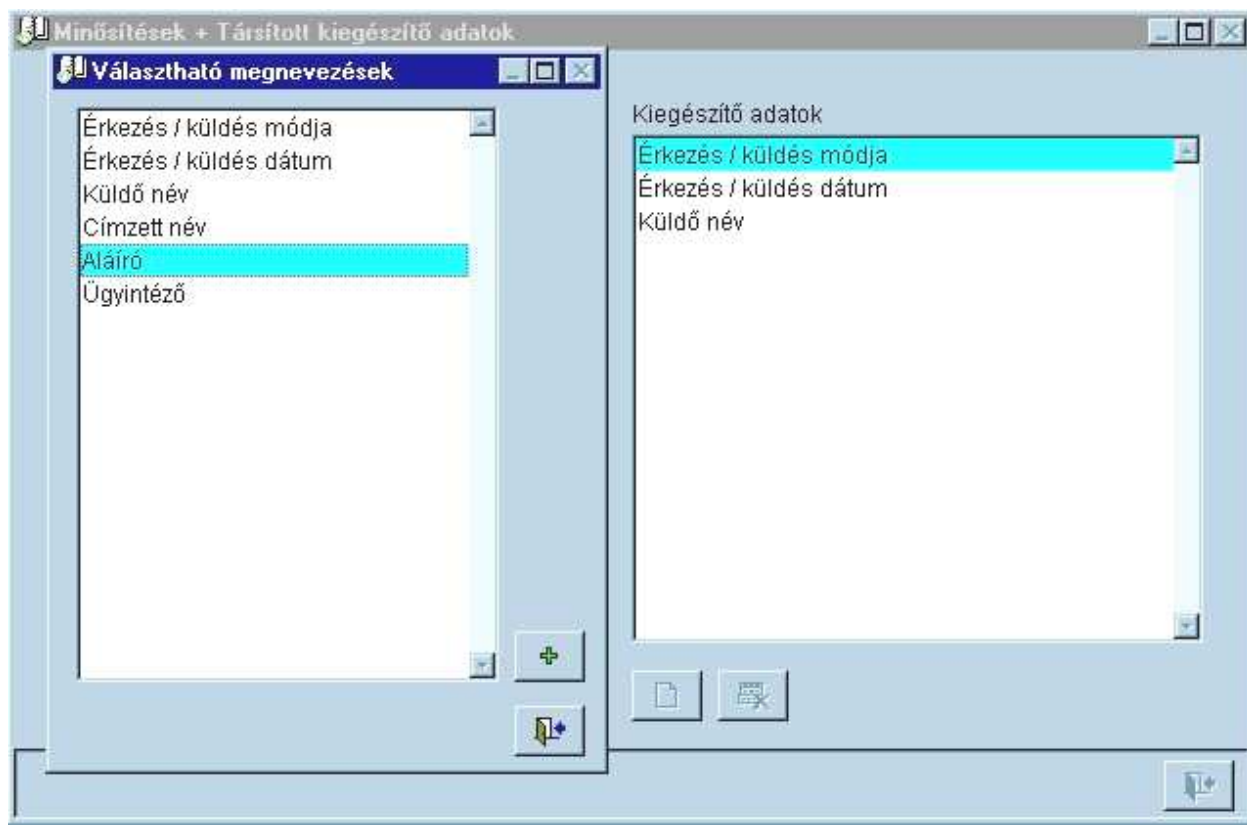 Minősítések + Társított kiegészítő adatok
Választható megnevezések
Érkezés / küldés módja
Érkezés / küldés dátum
Küldő név
Címzett név
Aláíró
Ügyintéző
Kiegészítő adatok
Érkezés / küldés módja
Érkezés / küldés dátum
Küldő név